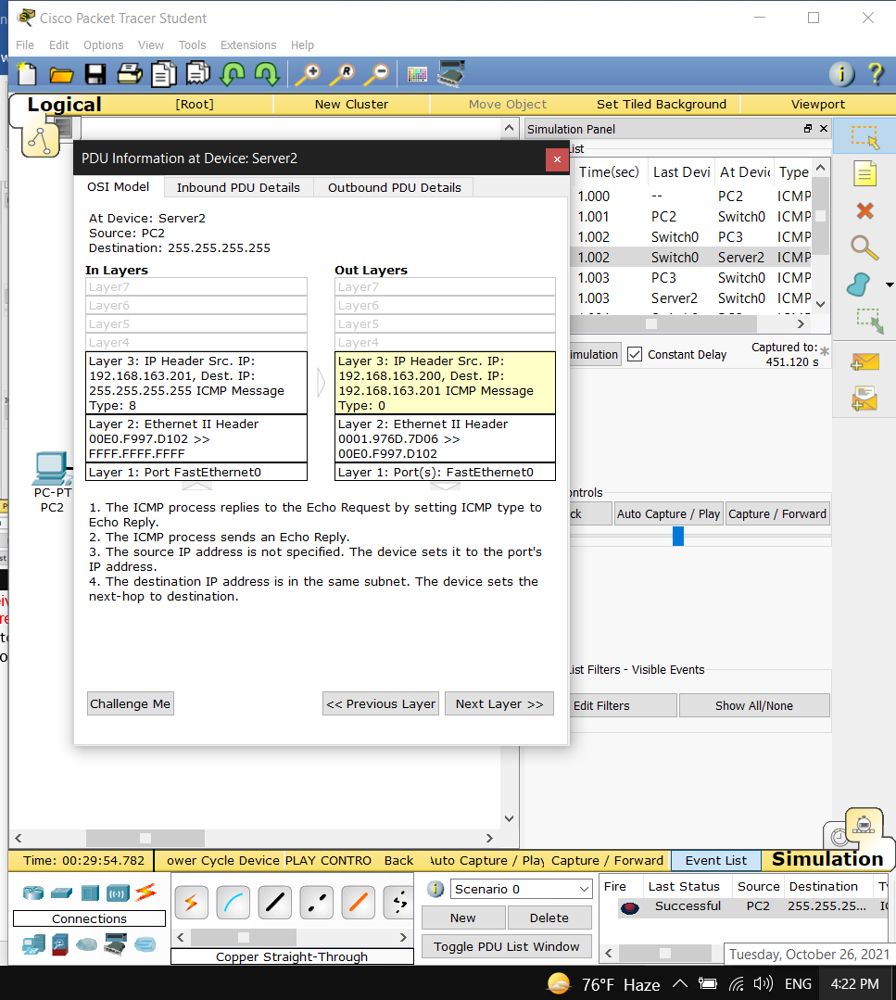 Cisco Packet Tracer Student
File Edit Options View Tools Extensions Help
Logical [Root] New Cluster Move Object Set Tiled Background Viewport
Simulation Panel
PDU Information at Device: Server2
OSI Model Inbound PDU Details Outbound PDU Details
At Device: Server2
Source: PC2
Destination: 255.255.255.255
In Layers Out Layers
Layer7 Layer7
Layer6 Layer6
Layer5 Layer5
Layer4 Layer4
Layer 3: IP Header Src. IP:
192.168.163.201, Dest. IP:
255.255.255.255 ICMP Message
Type: 8
Layer 3: IP Header Src. IP:
192.168.163.200, Dest. IP:
192.168.163.201 ICMP Message
Type: 0
Layer 2: Ethernet II Header
00E0.F997.D102 >>
FFFF.FFFF.FFFF
Layer 2: Ethernet II Header
0001.976D.7D06 >>
00E0.F997.D102
Layer 1: Port FastEthernet0 Layer 1: Port(s): FastEthernet0
1. The ICMP process replies to the Echo Request by setting ICMP type to
Echo Reply.
2. The ICMP process sends an Echo Reply.
3. The source IP address is not specified. The device sets it to the port's
IP address.
4. The destination IP address is in the same subnet. The device sets the
next-hop to destination.
Challenge Me << Previous Layer Next Layer >>
PC-PT
PC2
ist
Time(sec) Last Devi At Devic Type
1.000 -- PC2 ICMP
1.001 PC2 Switch0 ICMP
1.002 Switch0 PC3 ICMP
1.002 Switch0 Server2 ICMP
1.003 PC3 Switch0 ICMP
1.003 Server2 Switch0 ICMP
imulation Constant Delay Captured to:
451.120 s
ontrols
ck Auto Capture / Play Capture / Forward
ist Filters - Visible Events
Edit Filters Show All/None
Time: 00:29:54.782 ower Cycle Device PLAY CONTRO Back Auto Capture / Play Capture / Forward Event List Simulation
Connections
Copper Straight-Through
Scenario 0
New Delete
Toggle PDU List Window
Fire Last Status Source Destination
Successful PC2 255.255.25... IC
Tuesday, October 26, 2021
76°F Haze ENG 4:22 PM